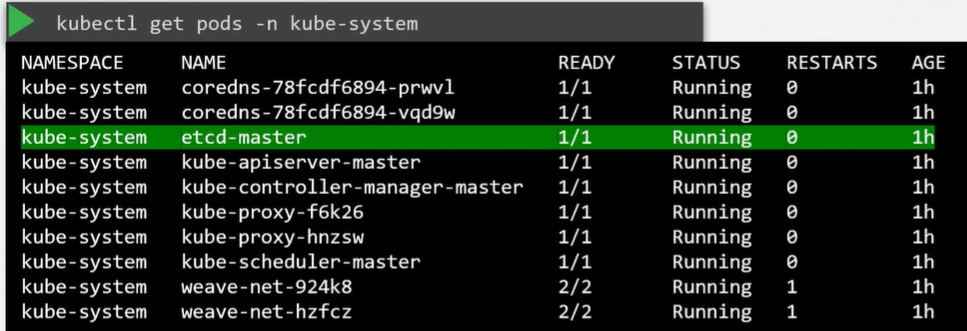 kubectl get pods -n kube-system
NAMESPACE NAME READY STATUS RESTARTS AGE
kube-system coredns-78fcdf6894-prwvl 1/1 Running 0 1h
kube-system coredns-78fcdf6894-vqd9w 1/1 Running 0 1h
kube-system etcd-master 1/1 Running 0 1h
kube-system kube-apiserver-master 1/1 Running 0 1h
kube-system kube-controller-manager-master 1/1 Running 0 1h
kube-system kube-proxy-f6k26 1/1 Running 0 1h
kube-system kube-proxy-hnzsw 1/1 Running 0 1h
kube-system kube-scheduler-master 1/1 Running 0 1h
kube-system weave-net-924k8 2/2 Running 1 1h
kube-system weave-net-hzfcz 2/2 Running 1 1h